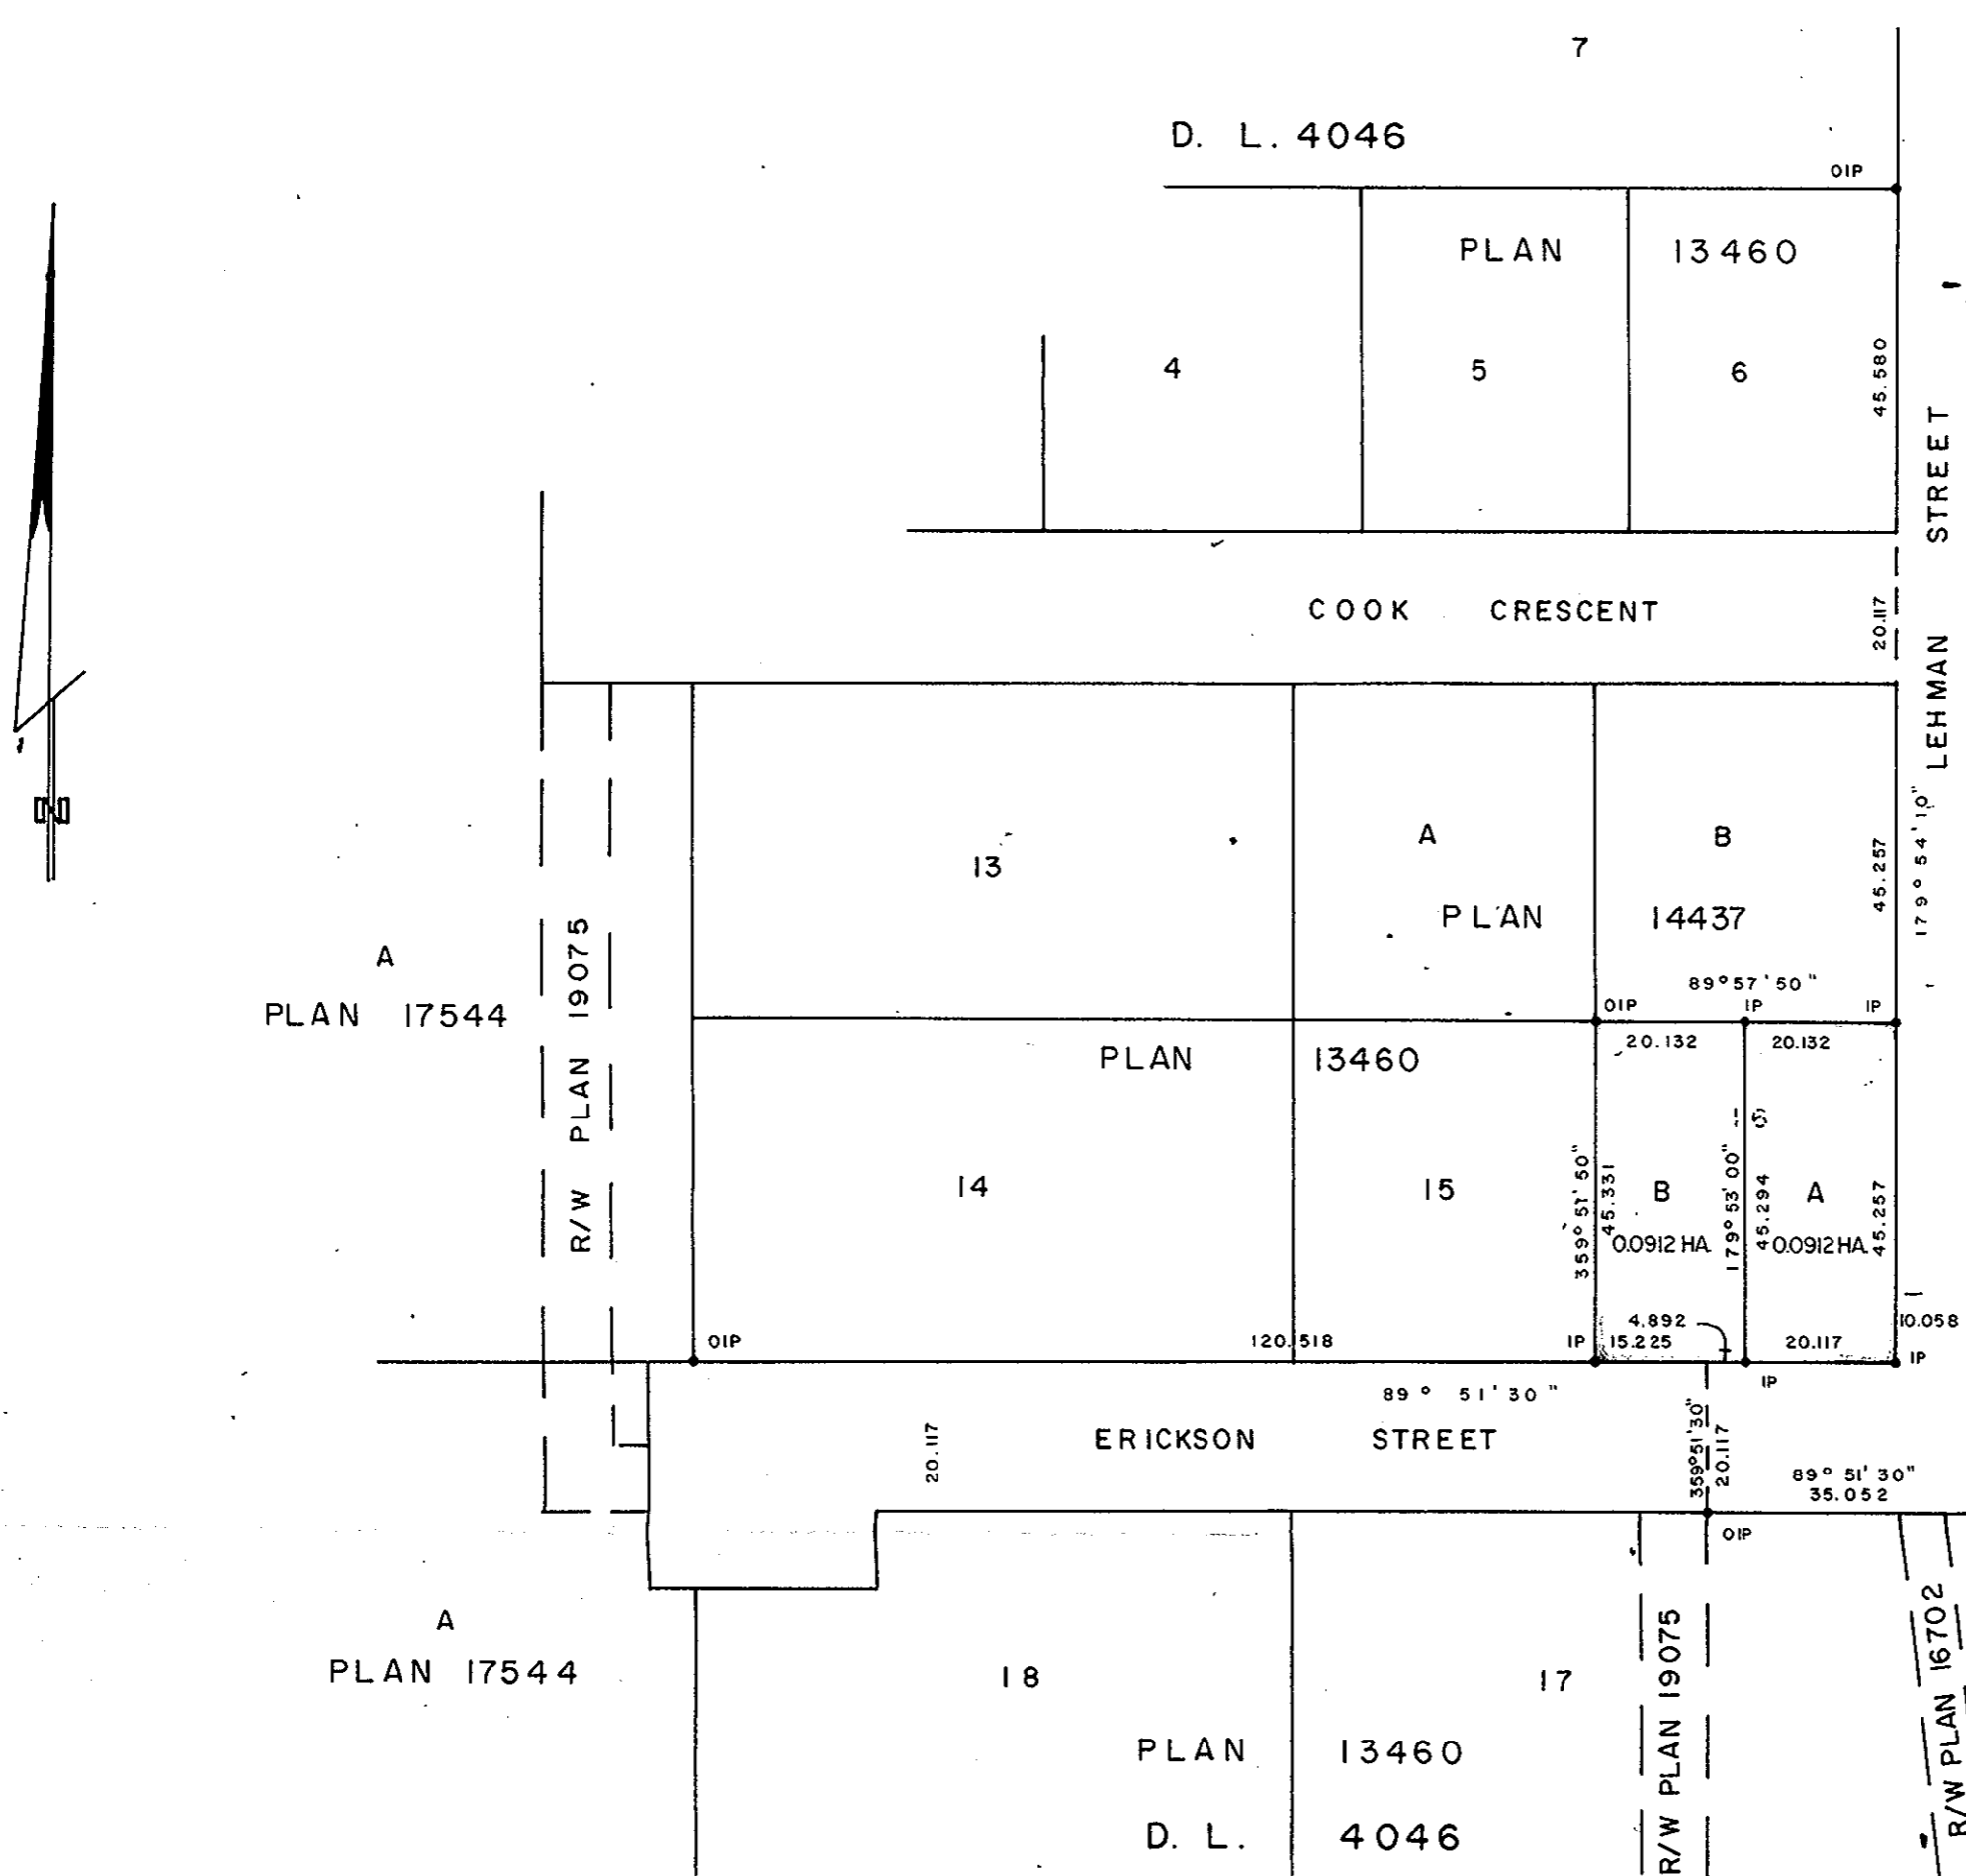 7
D. L. 4046
OIP
PLAN 13460
4
5
6
45.580
LEHMAN STREET
COOK CRESCENT
20.117
N
13
A
B
PLAN 14437
45.257
179° 54' 10"
A
PLAN 17544
R/W PLAN 19075
89° 57' 50"
OIP
IP
IP
20.132
20.132
PLAN 13460
14
15
359° 51' 50"
45.331
B
0.0912 HA.
179° 53' 00"
45.294
A
0.0912 HA.
45.257
10.058
4.892
OIP
120.518
IP
15.225
20.117
IP
IP
89° 51' 30"
ERICKSON STREET
20.117
359° 51' 30"
20.117
89° 51' 30"
35.052
OIP
A
PLAN 17544
18
17
PLAN 13460
D. L. 4046
R/W PLAN 19075
R/W PLAN 16702